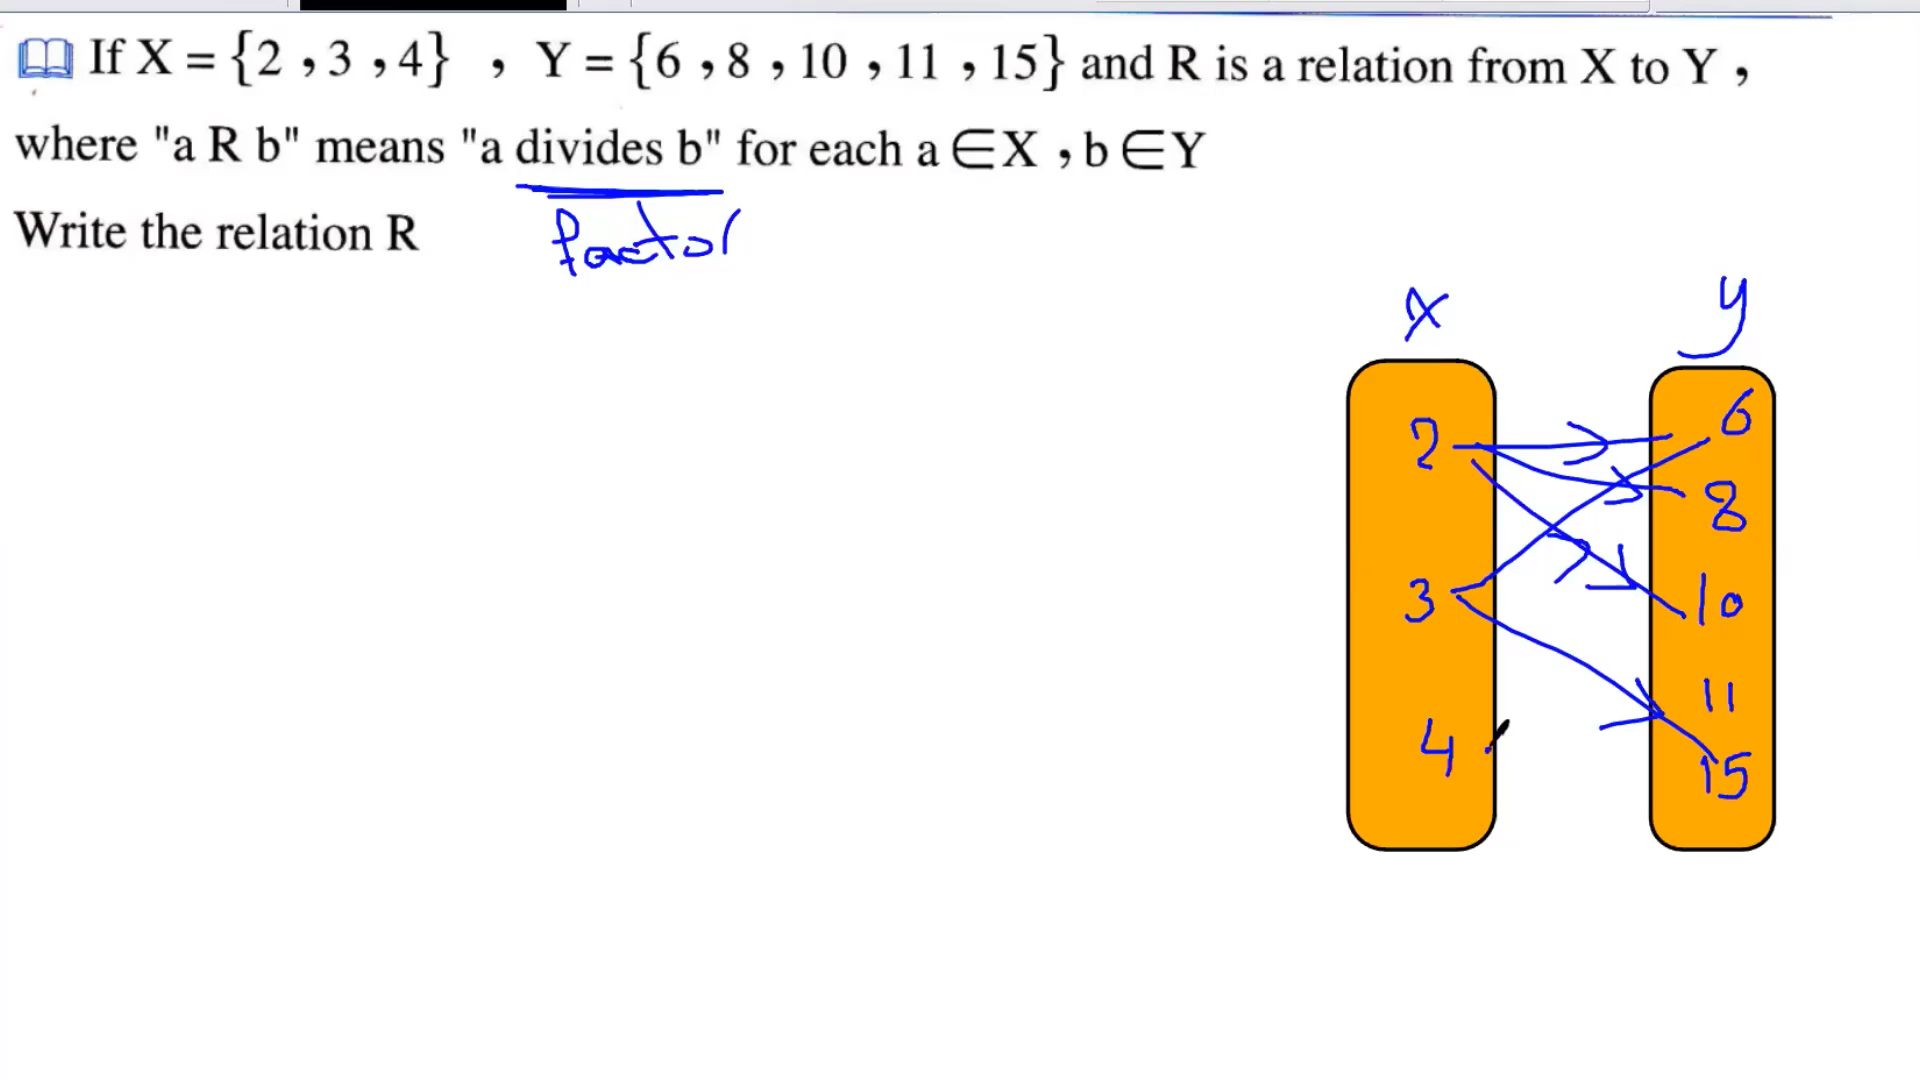 If X = {2 , 3 , 4} , Y = {6 , 8 , 10 , 11 , 15} and R is a relation from X to Y ,
where "a R b" means "a divides b" for each a ∈ X , b ∈ Y
factor
Write the relation R
x y
2 6
8
3 10
11
4 15